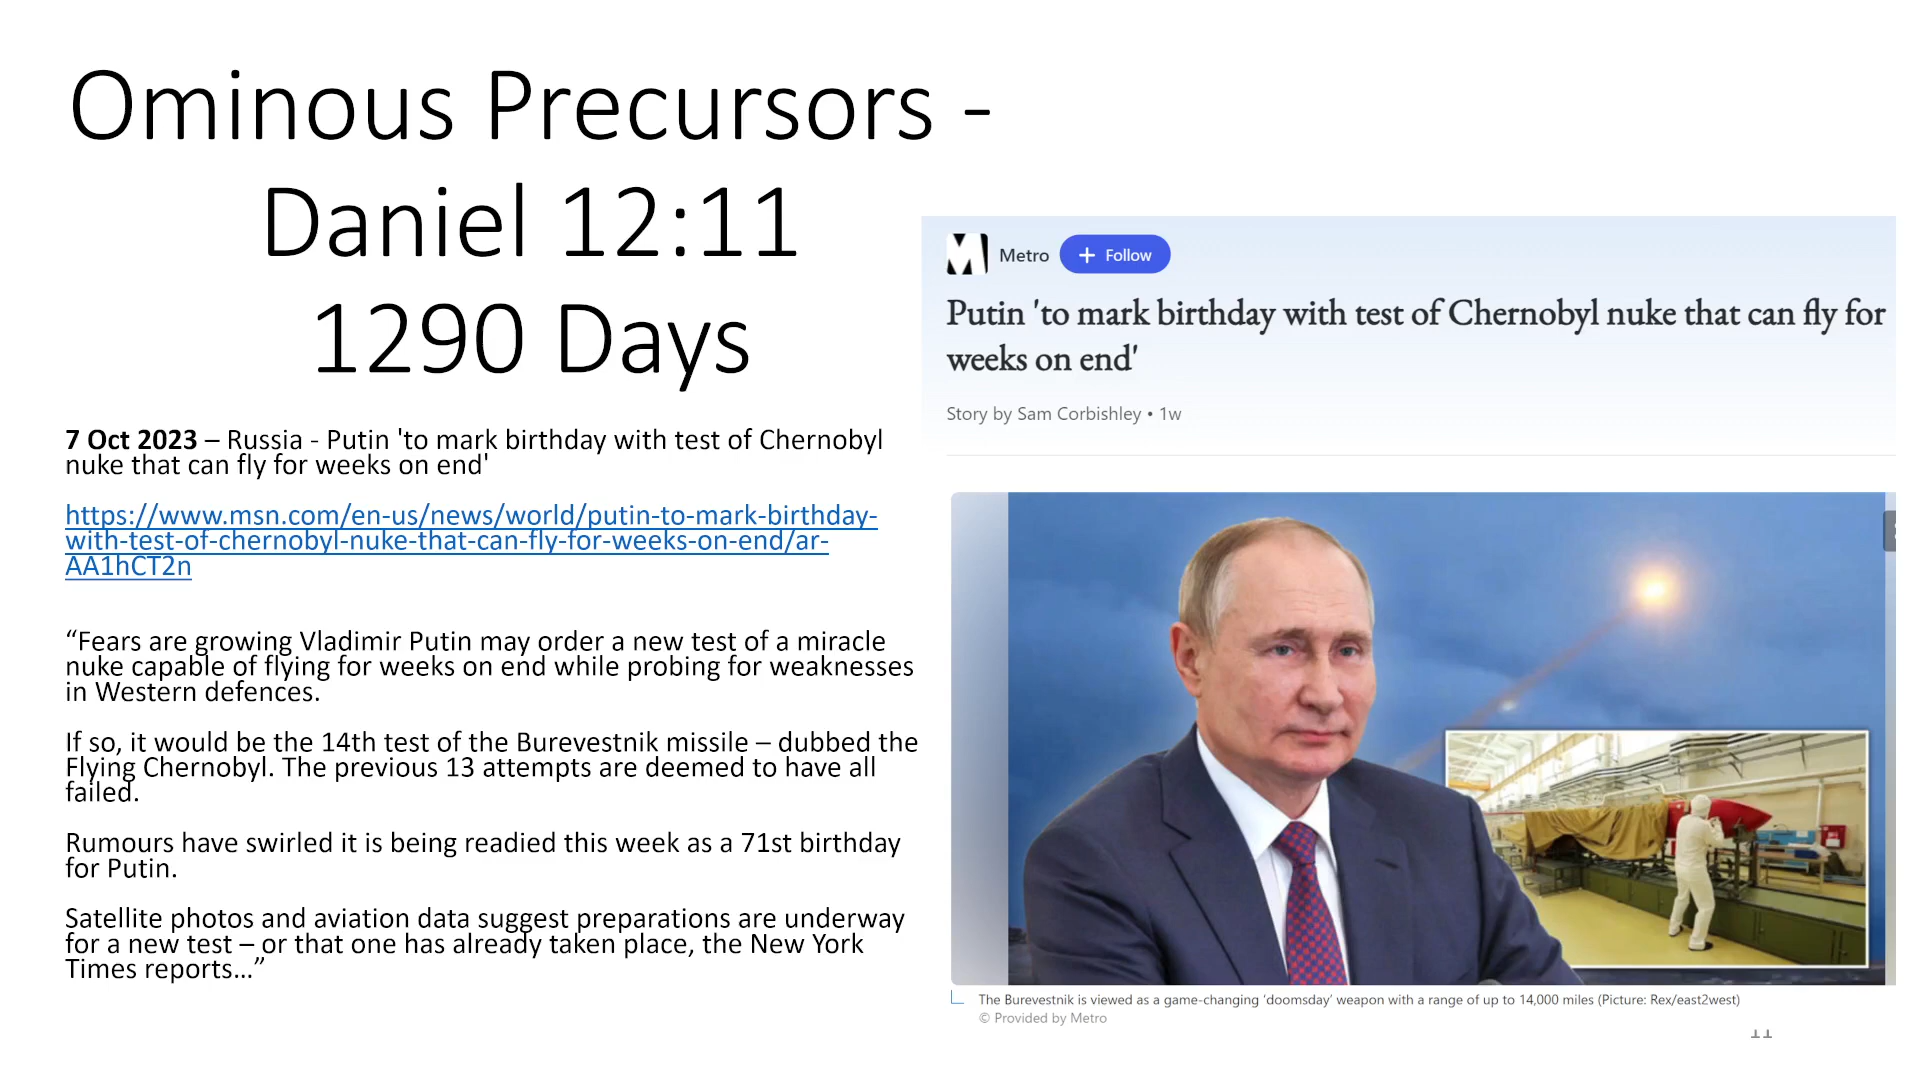 Ominous Precursors -
Daniel 12:11
1290 Days
7 Oct 2023 – Russia - Putin 'to mark birthday with test of Chernobyl
nuke that can fly for weeks on end'
https://www.msn.com/en-us/news/world/putin-to-mark-birthday-
with-test-of-chernobyl-nuke-that-can-fly-for-weeks-on-end/ar-
AA1hCT2n
“Fears are growing Vladimir Putin may order a new test of a miracle
nuke capable of flying for weeks on end while probing for weaknesses
in Western defences.
If so, it would be the 14th test of the Burevestnik missile – dubbed the
Flying Chernobyl. The previous 13 attempts are deemed to have all
failed.
Rumours have swirled it is being readied this week as a 71st birthday
for Putin.
Satellite photos and aviation data suggest preparations are underway
for a new test – or that one has already taken place, the New York
Times reports…”
M Metro + Follow
Putin 'to mark birthday with test of Chernobyl nuke that can fly for
weeks on end'
Story by Sam Corbishley • 1w
The Burevestnik is viewed as a game-changing ‘doomsday’ weapon with a range of up to 14,000 miles (Picture: Rex/east2west)
© Provided by Metro
11